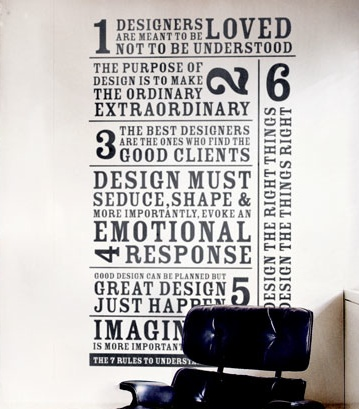 1 DESIGNERS
ARE MEANT TO BE LOVED
NOT TO BE UNDERSTOOD
THE PURPOSE OF
DESIGN IS TO MAKE 2
THE ORDINARY
EXTRAORDINARY
3 THE BEST DESIGNERS
ARE THE ONES WHO FIND THE
GOOD CLIENTS
DESIGN MUST
SEDUCE, SHAPE &
MORE IMPORTANTLY, EVOKE AN
EMOTIONAL
4 RESPONSE
GOOD DESIGN CAN BE PLANNED BUT
GREAT DESIGN 5
JUST HAPPEN
6
DESIGN THE RIGHT THINGS
DESIGN THE THINGS RIGHT
IS MORE
THE 7 RULES TO